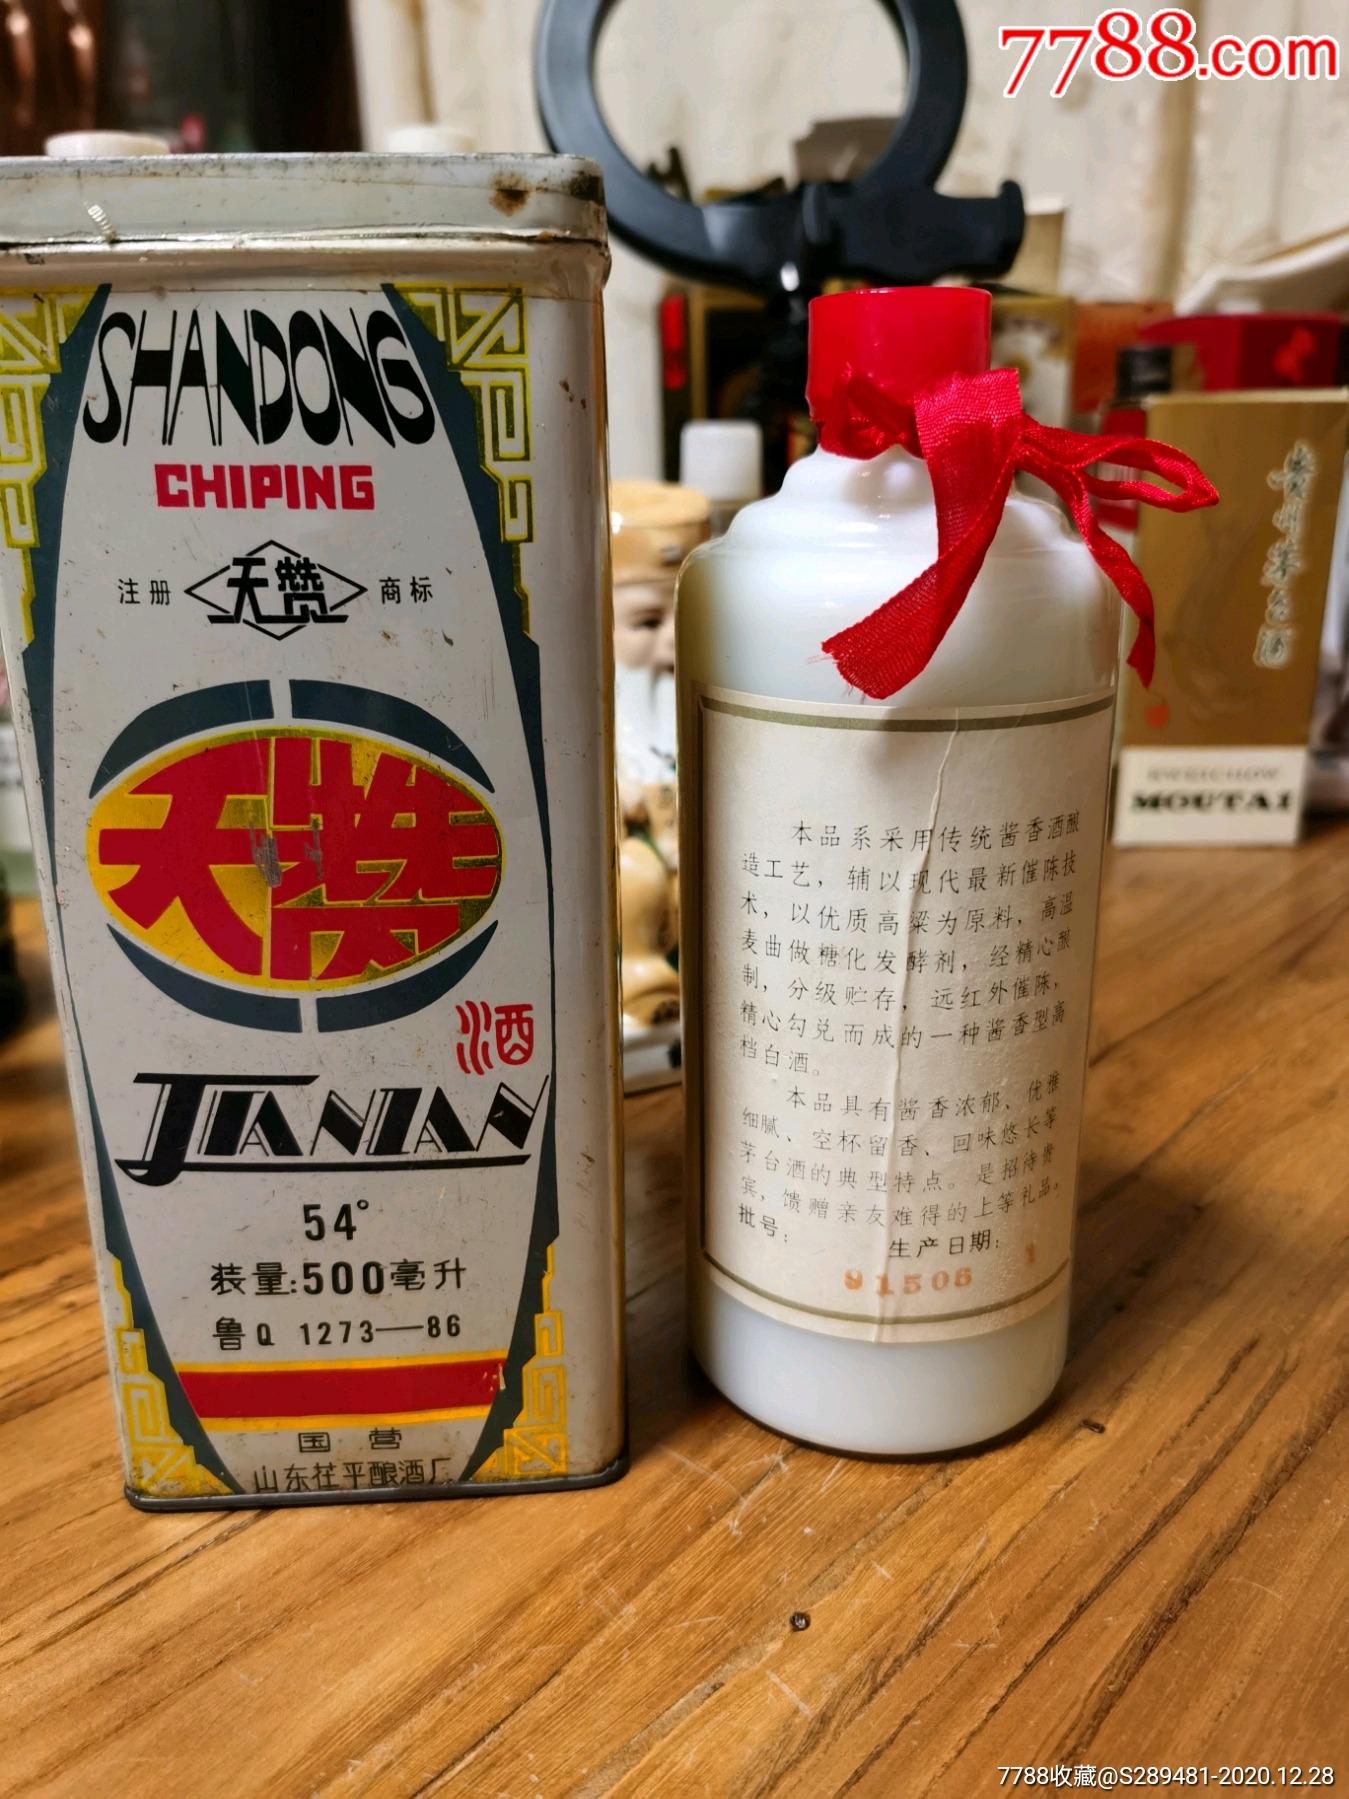 7788.com
SHANDONG
CHIPING
注册 天赞 商标
天赞
酒
TIANZAN
54°
装量:500毫升
鲁Q 1273—86
国营
山东茌平酿酒厂
本品系采用传统酱香酒酿
造工艺，辅以现代最新催陈技
术，以优质高粱为原料，高温
麦曲做糖化发酵剂，经精心酿
制，分级贮存，远红外催陈，
精心勾兑而成的一种酱香型高
档白酒。
本品具有酱香浓郁、优雅
细腻、空杯留香、回味悠长等
茅台酒的典型特点。是招待贵
宾，馈赠亲友难得的上等礼品。
批号：
生产日期：
91506 1
贵州茅台酒
KWEICHOW
MOUTAI
7788收藏@S289481-2020.12.28